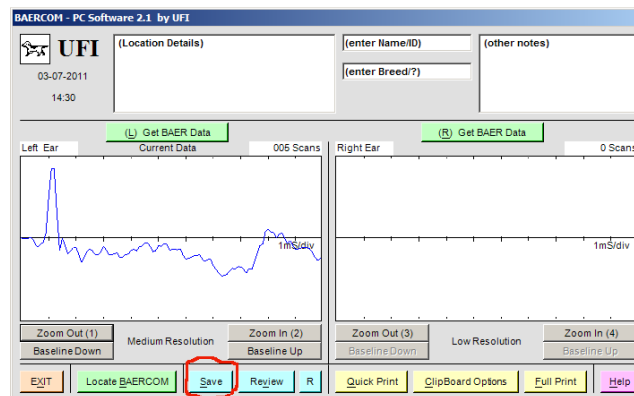 BAERCOM - PC Software 2.1 by UFI
UFI
03-07-2011
14:30
(Location Details)
(enter Name/ID)
(enter Breed/?)
(other notes)
(L) Get BAER Data
(R) Get BAER Data
Left Ear Current Data 005 Scans
Right Ear 0 Scans
1mS/div
1mS/div
Zoom Out (1)
Medium Resolution
Zoom In (2)
Baseline Down
Baseline Up
Zoom Out (3)
Low Resolution
Zoom In (4)
Baseline Down
Baseline Up
EXIT
Locate BAERCOM
Save
Review
R
Quick Print
ClipBoard Options
Full Print
Help